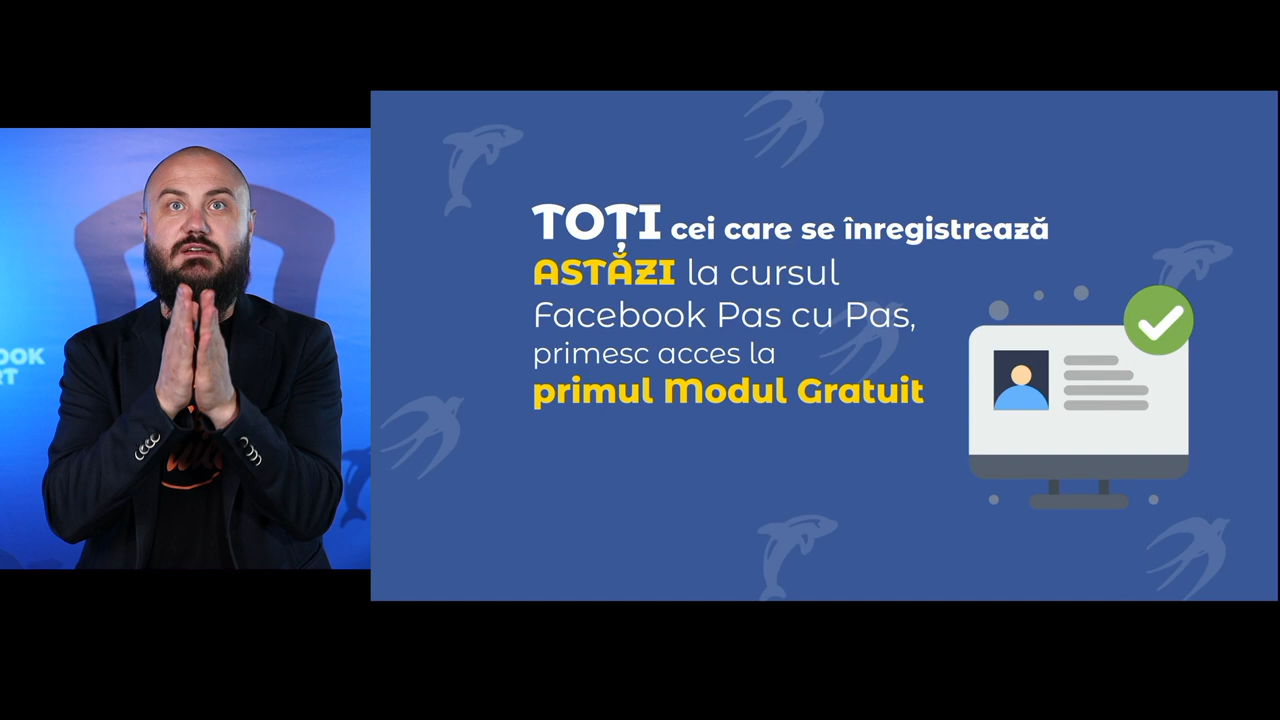 TOȚI cei care se înregistrează
ASTĂZI la cursul
Facebook Pas cu Pas,
primesc acces la
primul Modul Gratuit